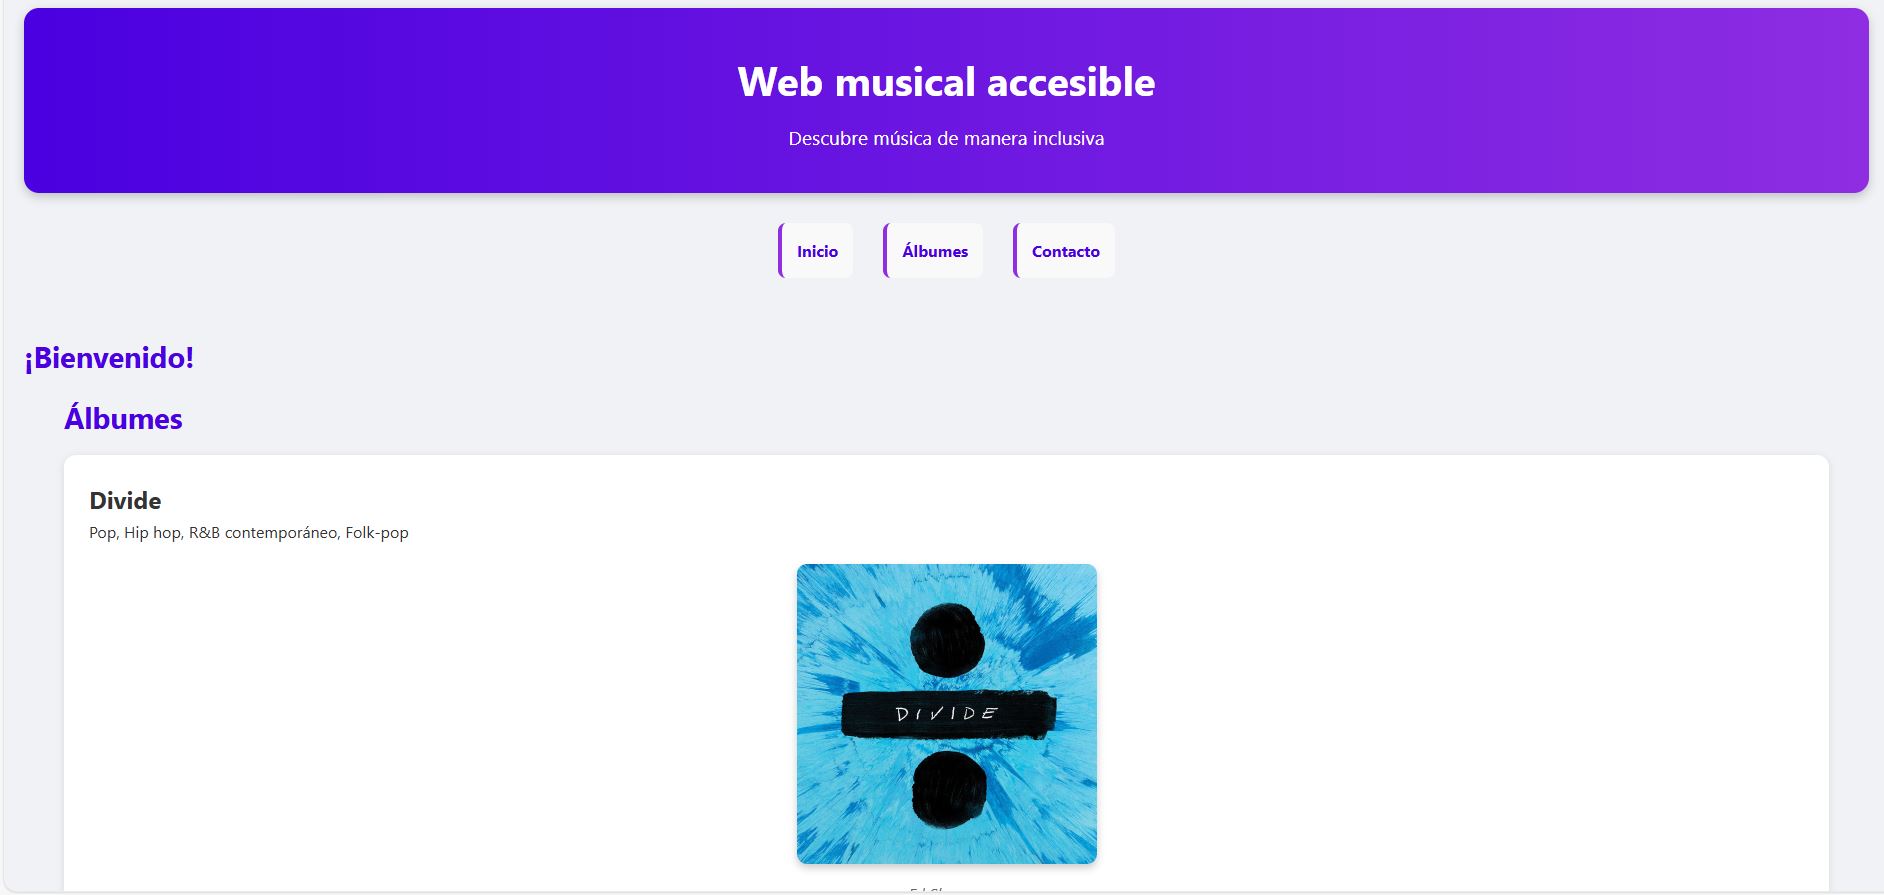 Web musical accesible
Descubre música de manera inclusiva
Inicio
Álbumes
Contacto
¡Bienvenido!
Álbumes
Divide
Pop, Hip hop, R&B contemporáneo, Folk-pop
DIVIDE